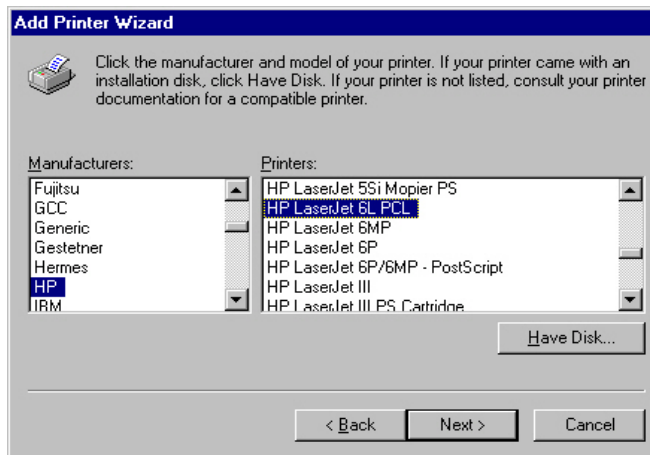 Add Printer Wizard
Click the manufacturer and model of your printer. If your printer came with an
installation disk, click Have Disk. If your printer is not listed, consult your printer
documentation for a compatible printer.
Manufacturers:
Fujitsu
GCC
Generic
Gestetner
Hermes
HP
IBM
Printers:
HP LaserJet 5Si Mopier PS
HP LaserJet 6L PCL
HP LaserJet 6MP
HP LaserJet 6P
HP LaserJet 6P/6MP - PostScript
HP LaserJet III
HP LaserJet III PS Cartridge
Have Disk...
< Back
Next >
Cancel